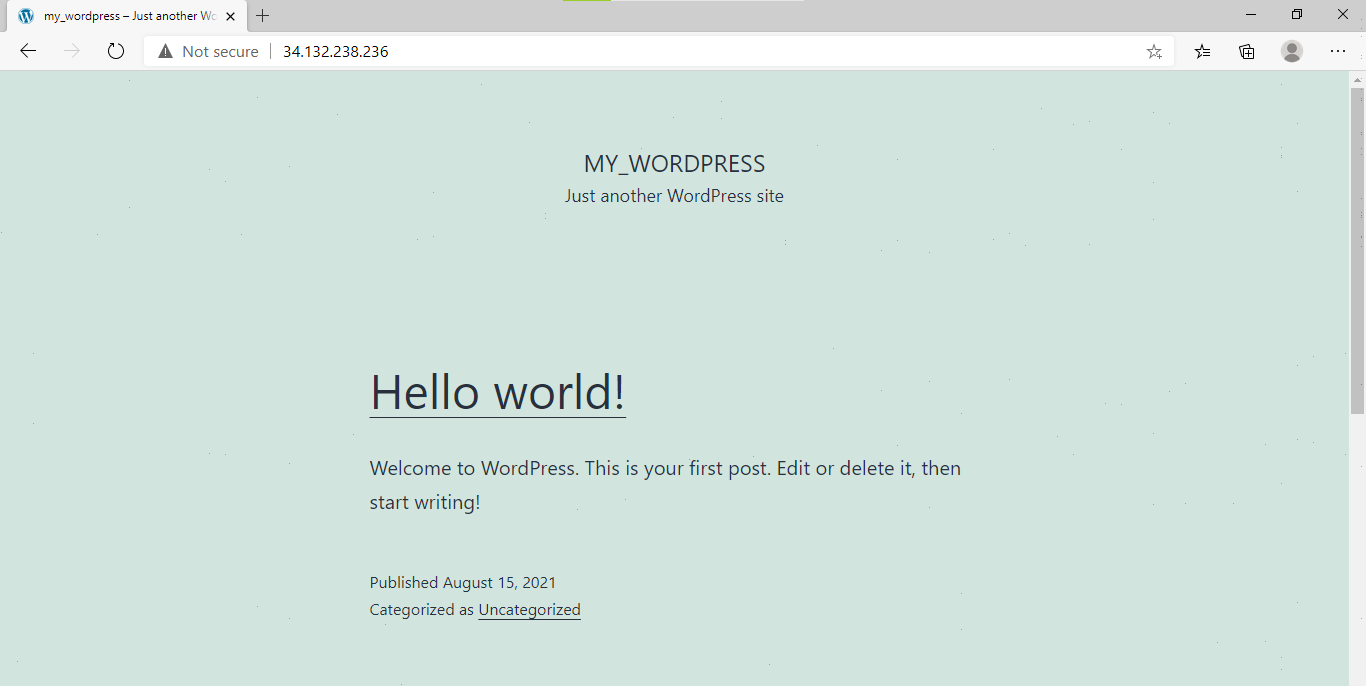 my_wordpress – Just another Wo
Not secure
34.132.238.236
MY_WORDPRESS
Just another WordPress site
Hello world!
Welcome to WordPress. This is your first post. Edit or delete it, then
start writing!
Published August 15, 2021
Categorized as Uncategorized